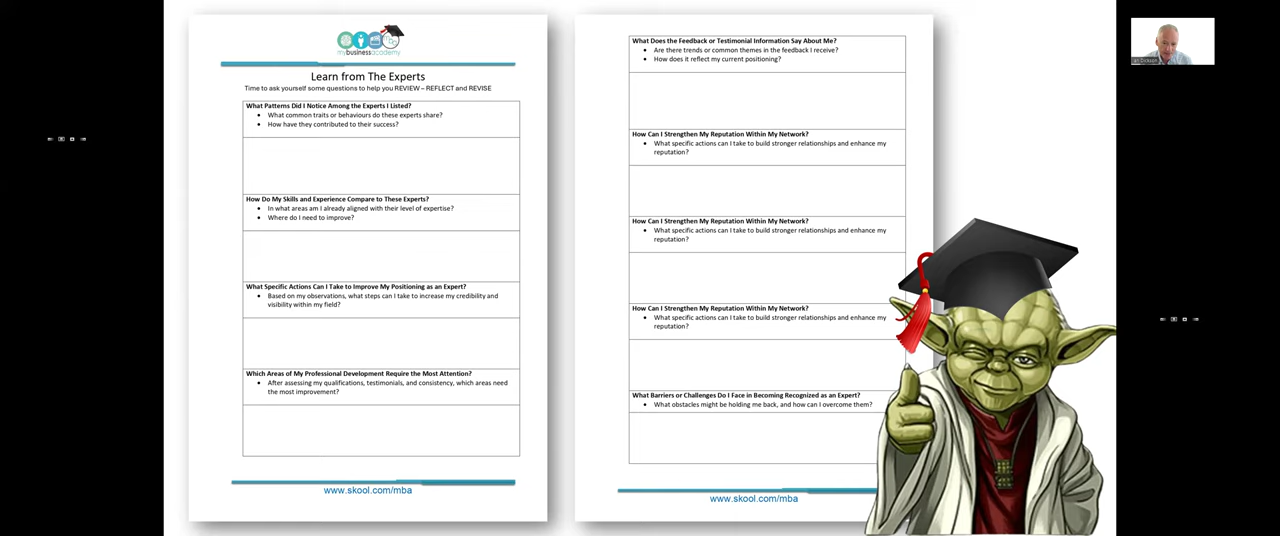 mybusinessacademy
Learn from The Experts
Time to ask yourself some questions to help you REVIEW – REFLECT and REVISE
What Patterns Did I Notice Among the Experts I Listed?
• What common traits or behaviours do these experts share?
• How have they contributed to their success?
How Do My Skills and Experience Compare to These Experts?
• In what areas am I already aligned with their level of expertise?
• Where do I need to improve?
What Specific Actions Can I Take to Improve My Positioning as an Expert?
• Based on my observations, what steps can I take to increase my credibility and
visibility within my field?
Which Areas of My Professional Development Require the Most Attention?
• After assessing my qualifications, testimonials, and consistency, which areas need
the most improvement?
www.skool.com/mba
What Does the Feedback or Testimonial Information Say About Me?
• Are there trends or common themes in the feedback I receive?
• How does it reflect my current positioning?
How Can I Strengthen My Reputation Within My Network?
• What specific actions can I take to build stronger relationships and enhance my
reputation?
How Can I Strengthen My Reputation Within My Network?
• What specific actions can I take to build stronger relationships and enhance my
reputation?
How Can I Strengthen My Reputation Within My Network?
• What specific actions can I take to build stronger relationships and enhance my
reputation?
What Barriers or Challenges Do I Face in Becoming Recognized as an Expert?
• What obstacles might be holding me back, and how can I overcome them?
www.skool.com/mba